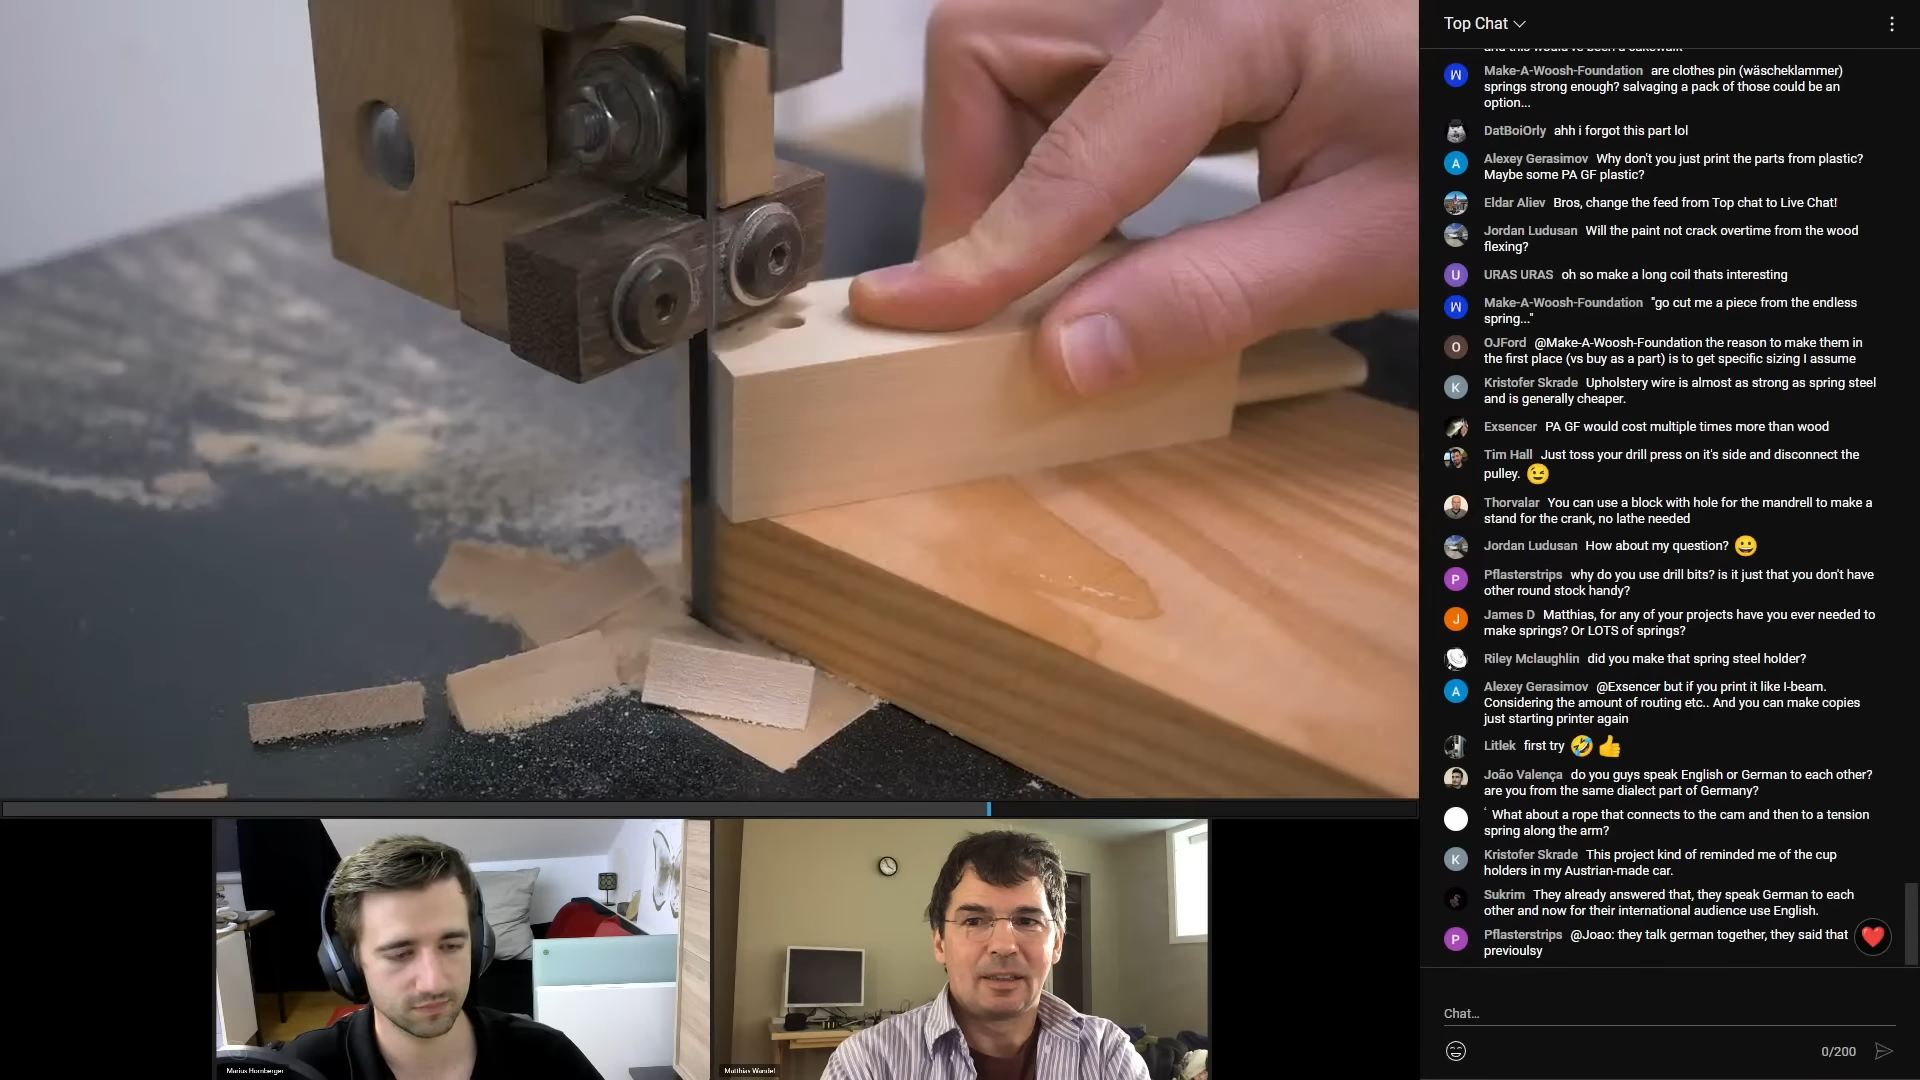 Top Chat
Make-A-Woosh-Foundation are clothes pin (wäscheklammer)
springs strong enough? salvaging a pack of those could be an
option...
DatBoiOrly ahh i forgot this part lol
Alexey Gerasimov Why don't you just print the parts from plastic?
Maybe some PA GF plastic?
Eldar Aliev Bros, change the feed from Top chat to Live Chat!
Jordan Ludusan Will the paint not crack overtime from the wood
flexing?
URAS URAS oh so make a long coil thats interesting
Make-A-Woosh-Foundation "go cut me a piece from the endless
spring..."
OJFord @Make-A-Woosh-Foundation the reason to make them in
the first place (vs buy as a part) is to get specific sizing I assume
Kristofer Skrade Upholstery wire is almost as strong as spring steel
and is generally cheaper.
Exsencer PA GF would cost multiple times more than wood
Tim Hall Just toss your drill press on it's side and disconnect the
pulley. 😉
Thorvalar You can use a block with hole for the mandrell to make a
stand for the crank, no lathe needed
Jordan Ludusan How about my question? 😀
Pflasterstrips why do you use drill bits? is it just that you don't have
other round stock handy?
James D Matthias, for any of your projects have you ever needed to
make springs? Or LOTS of springs?
Riley Mclaughlin did you make that spring steel holder?
Alexey Gerasimov @Exsencer but if you print it like I-beam.
Considering the amount of routing etc.. And you can make copies
just starting printer again
Litlek first try 🤣👍
João Valença do you guys speak English or German to each other?
are you from the same dialect part of Germany?
What about a rope that connects to the cam and then to a tension
spring along the arm?
Kristofer Skrade This project kind of reminded me of the cup
holders in my Austrian-made car.
Sukrim They already answered that, they speak German to each
other and now for their international audience use English.
Pflasterstrips @Joao: they talk german together, they said that
previoulsy
Chat...
0/200
Marius Hornberger
Matthias Wandel